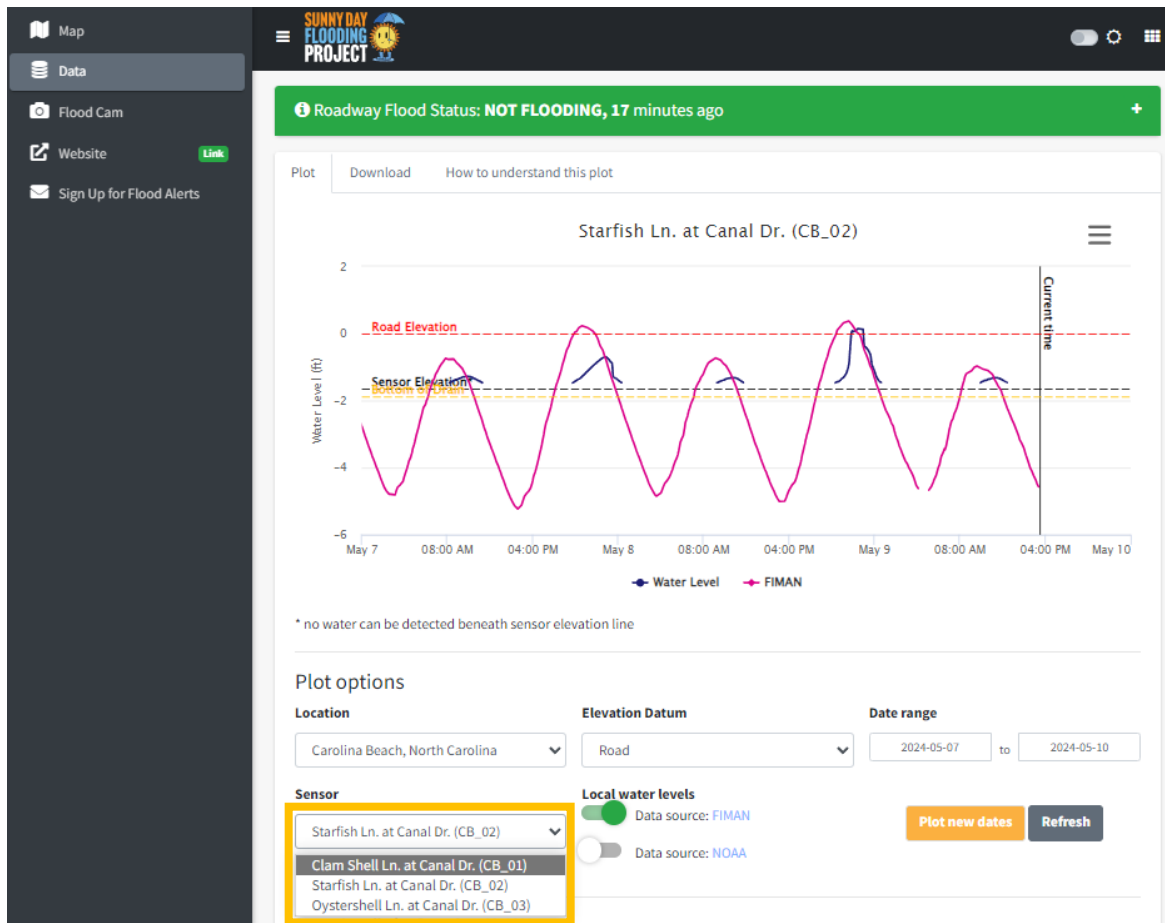 Map
Data
Flood Cam
Website Link
Sign Up for Flood Alerts
SUNNY DAY
FLOODING
PROJECT
Roadway Flood Status: NOT FLOODING, 17 minutes ago +
Plot Download How to understand this plot
Starfish Ln. at Canal Dr. (CB_02)
Water Level (ft)
2
0
−2
−4
−6
Road Elevation
Sensor Elevation*
Bottom of Drain
Current time
May 7 08:00 AM 04:00 PM May 8 08:00 AM 04:00 PM May 9 08:00 AM 04:00 PM May 10
Water Level FIMAN
* no water can be detected beneath sensor elevation line
Plot options
Location Elevation Datum Date range
Carolina Beach, North Carolina Road 2024-05-07 to 2024-05-10
Sensor Local water levels
Starfish Ln. at Canal Dr. (CB_02) Data source: FIMAN Plot new dates Refresh
Data source: NOAA
Clam Shell Ln. at Canal Dr. (CB_01)
Starfish Ln. at Canal Dr. (CB_02)
Oystershell Ln. at Canal Dr. (CB_03)